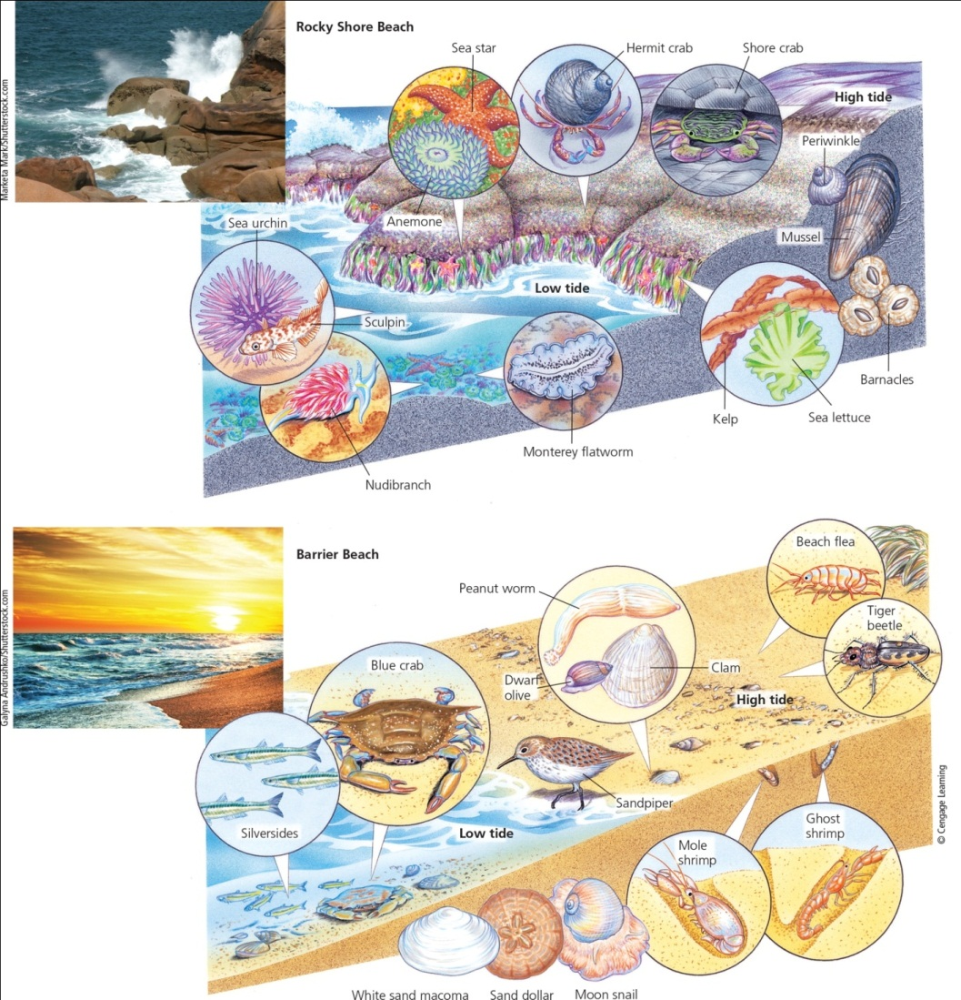 Rocky Shore Beach
Marketa Mark/Shutterstock.com
Sea star
Hermit crab
Shore crab
High tide
Periwinkle
Sea urchin
Anemone
Mussel
Low tide
Sculpin
Barnacles
Kelp
Sea lettuce
Monterey flatworm
Nudibranch
Barrier Beach
Galyna Andrushko/Shutterstock.com
Beach flea
Peanut worm
Tiger
beetle
Blue crab
Clam
Dwarf
olive
High tide
Sandpiper
© Cengage Learning
Silversides
Low tide
Ghost
shrimp
Mole
shrimp
White sand macoma
Sand dollar
Moon snail